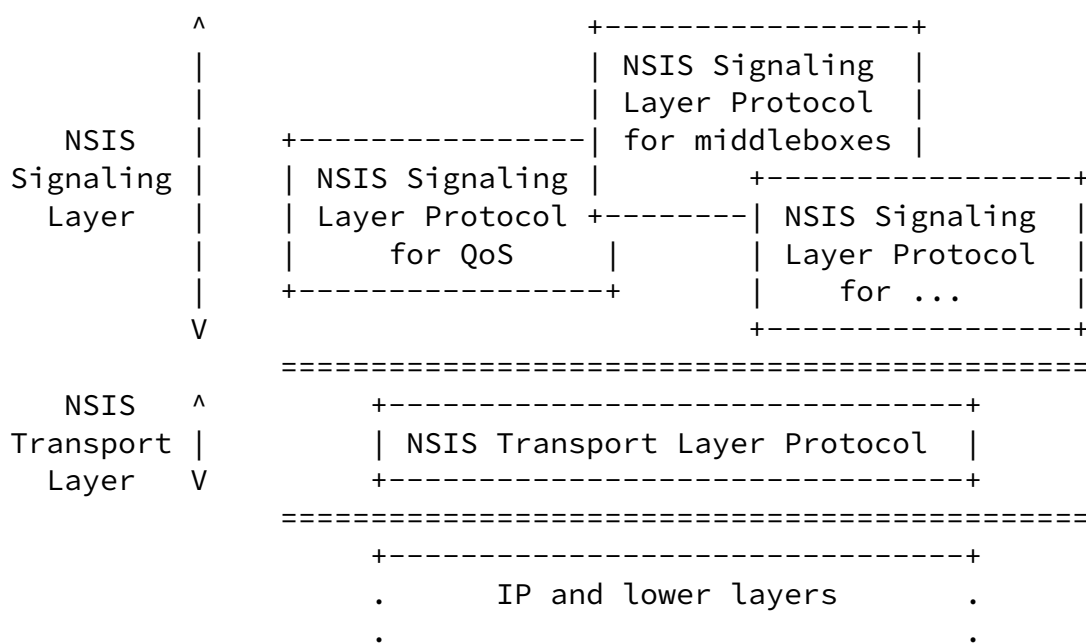 ^ +-----------------+
| | NSIS Signaling |
| | Layer Protocol |
NSIS | +----------------| for middleboxes |
Signaling | | NSIS Signaling | +-----------------+
Layer | | Layer Protocol +--------| NSIS Signaling |
| | for QoS | | Layer Protocol |
| +-----------------+ | for ... |
V +-----------------+
=============================================
NSIS ^ +--------------------------------+
Transport | | NSIS Transport Layer Protocol |
Layer V +--------------------------------+
=============================================
+--------------------------------+
. IP and lower layers .
. .